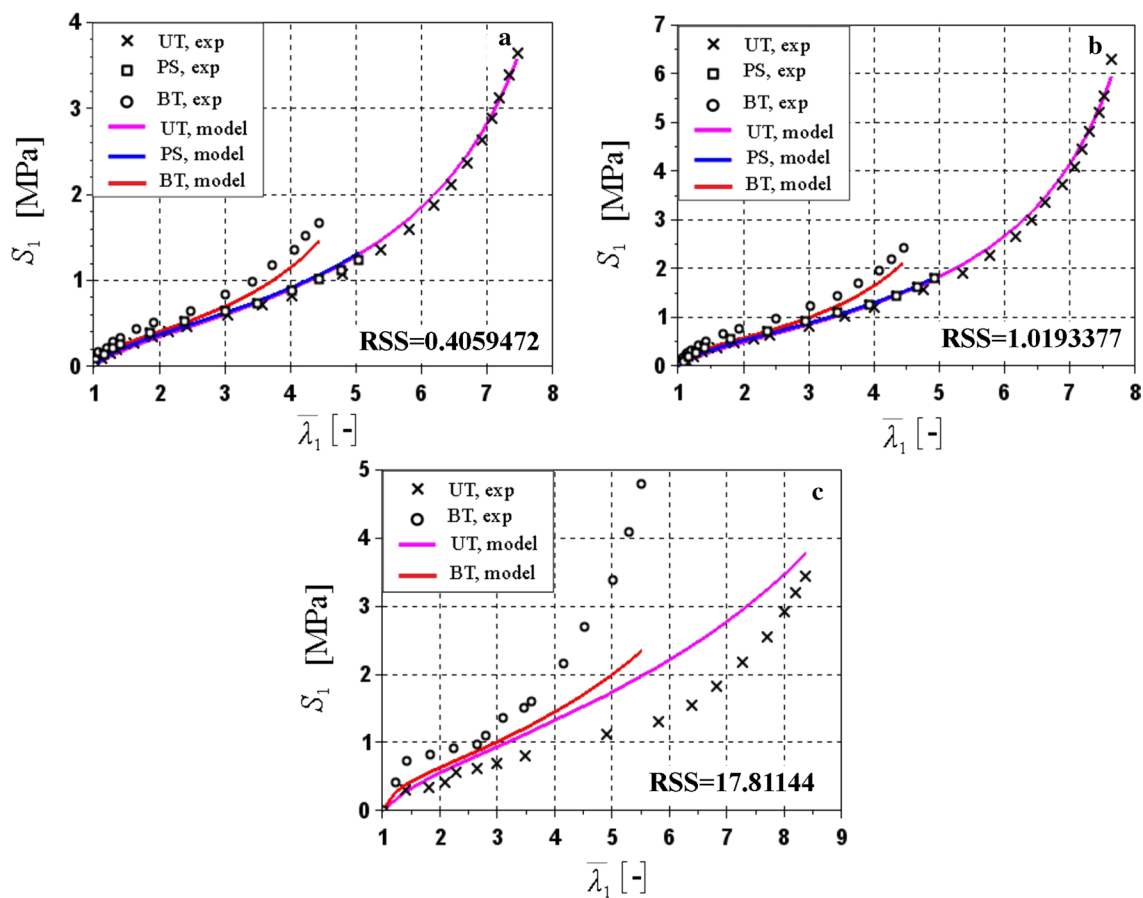 a
UT, exp
PS, exp
BT, exp
UT, model
PS, model
BT, model
4
3
2
1
0
S₁ [MPa]
RSS=0.4059472
1 2 3 4 5 6 7 8
λ̄₁ [-]
b
UT, exp
PS, exp
BT, exp
UT, model
PS, model
BT, model
7
6
5
4
3
2
1
0
S₁ [MPa]
RSS=1.0193377
1 2 3 4 5 6 7 8
λ̄₁ [-]
c
UT, exp
BT, exp
UT, model
BT, model
5
4
3
2
1
0
S₁ [MPa]
RSS=17.81144
1 2 3 4 5 6 7 8 9
λ̄₁ [-]